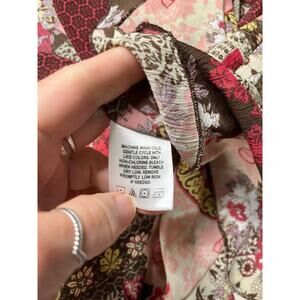 MACHINE WASH COLD
GENTLE CYCLE WITH
LIKE COLORS. ONLY
NON-CHLORINE BLEACH
WHEN NEEDED. TUMBLE
DRY LOW. REMOVE
PROMPTLY. LOW IRON
IF NEEDED.